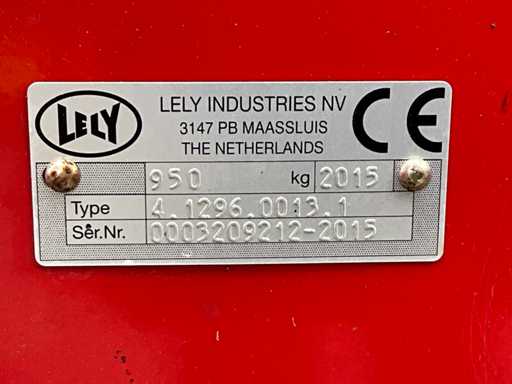 LELY
LELY INDUSTRIES NV
3147 PB MAASSLUIS
THE NETHERLANDS
CE
950 kg 2015
Type 4.1296.0013.1
Ser.Nr. 0003209212-2015